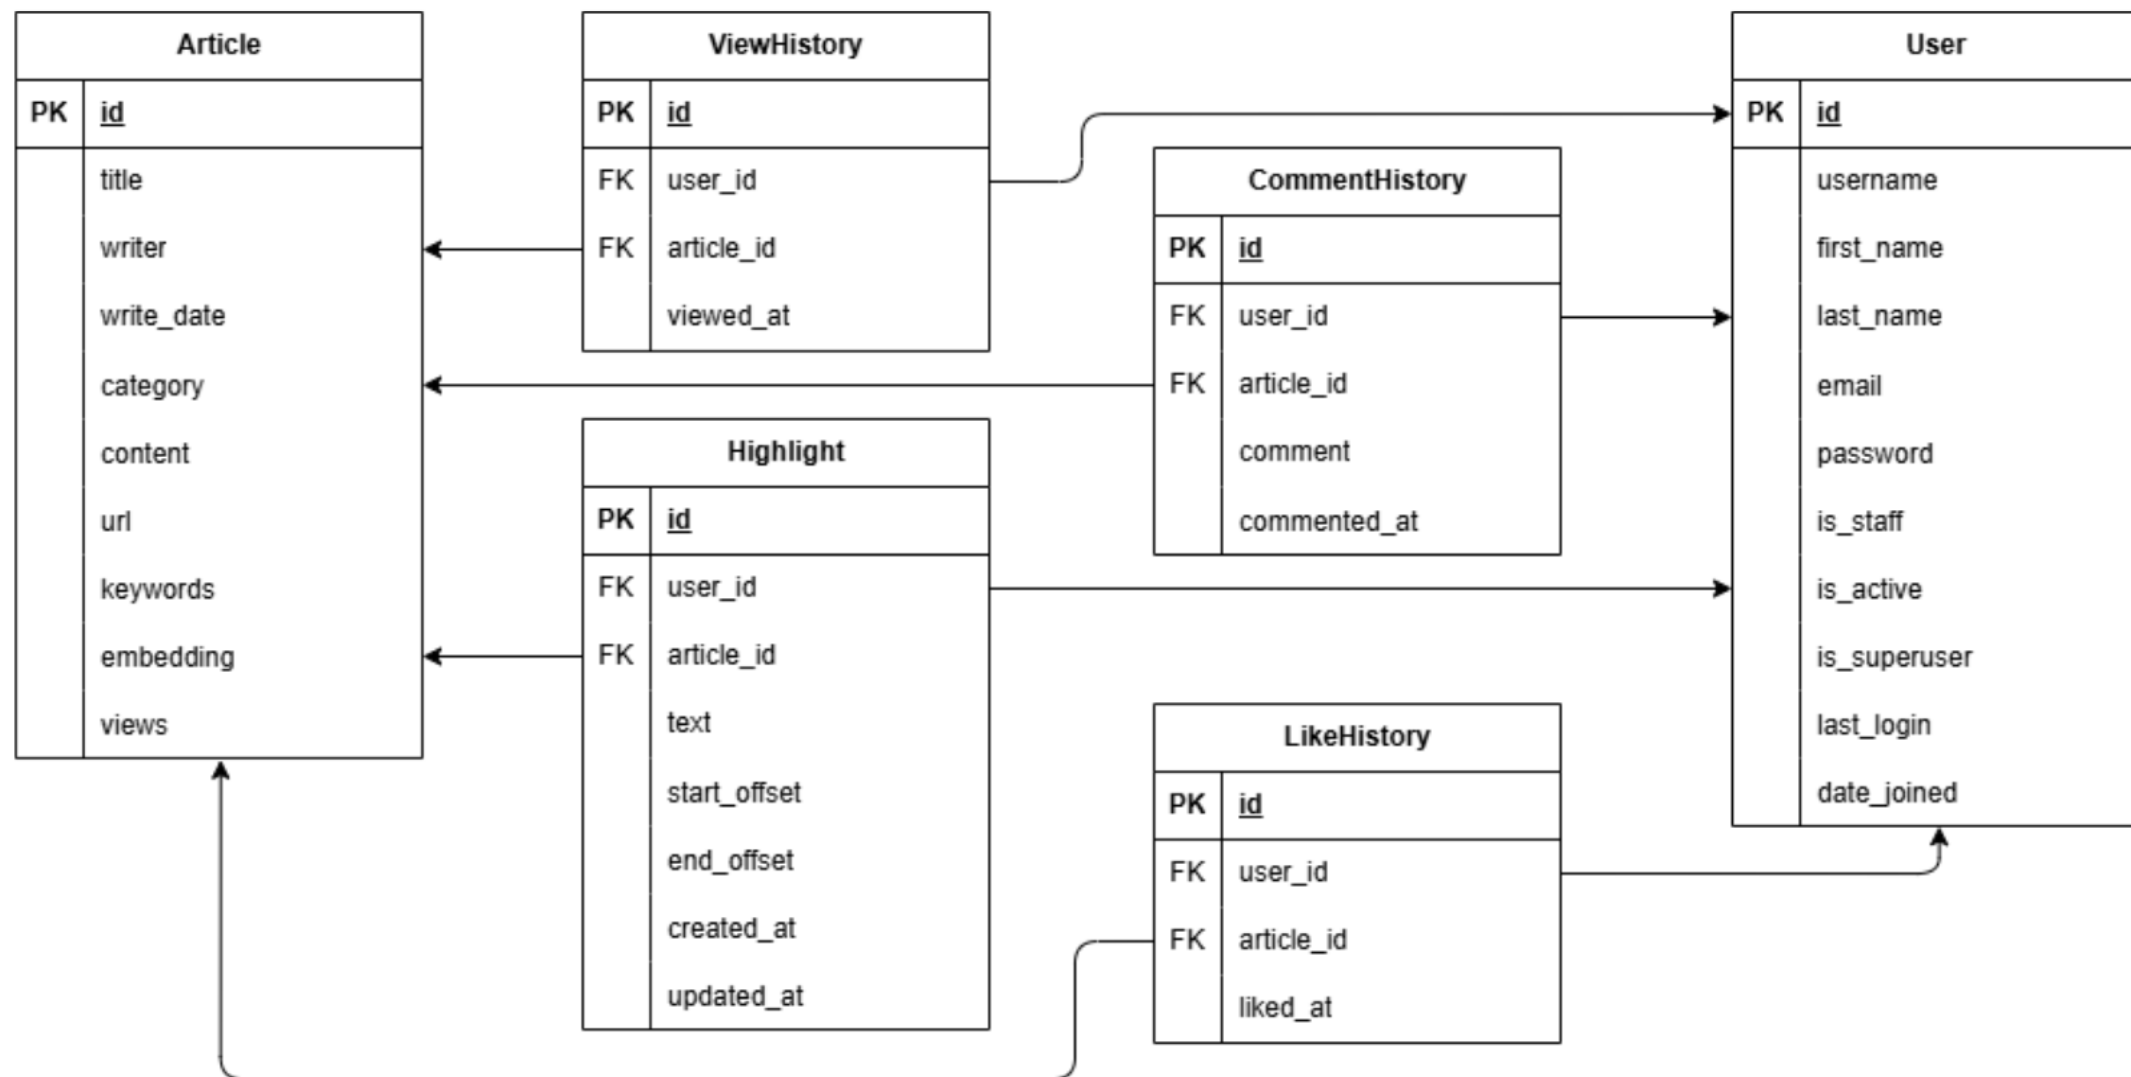 Article
PK id
title
writer
write_date
category
content
url
keywords
embedding
views
ViewHistory
PK id
FK user_id
FK article_id
viewed_at
Highlight
PK id
FK user_id
FK article_id
text
start_offset
end_offset
created_at
updated_at
CommentHistory
PK id
FK user_id
FK article_id
comment
commented_at
LikeHistory
PK id
FK user_id
FK article_id
liked_at
User
PK id
username
first_name
last_name
email
password
is_staff
is_active
is_superuser
last_login
date_joined